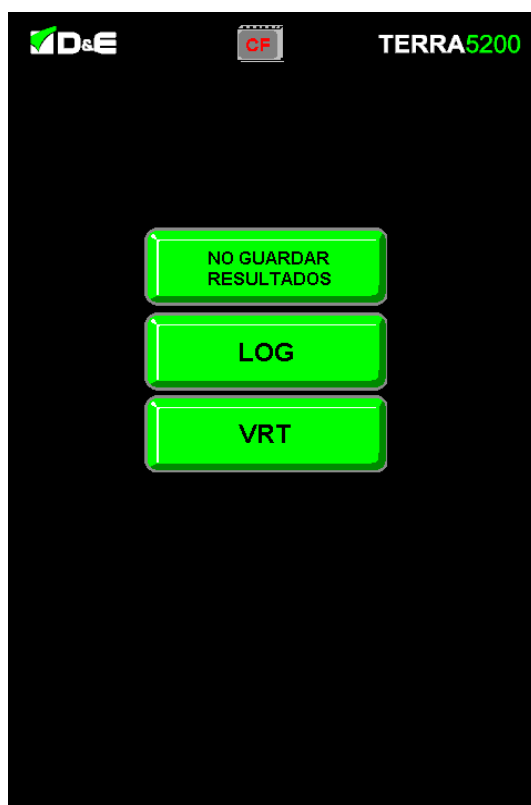 D&E
CF
TERRA5200
NO GUARDAR
RESULTADOS
LOG
VRT